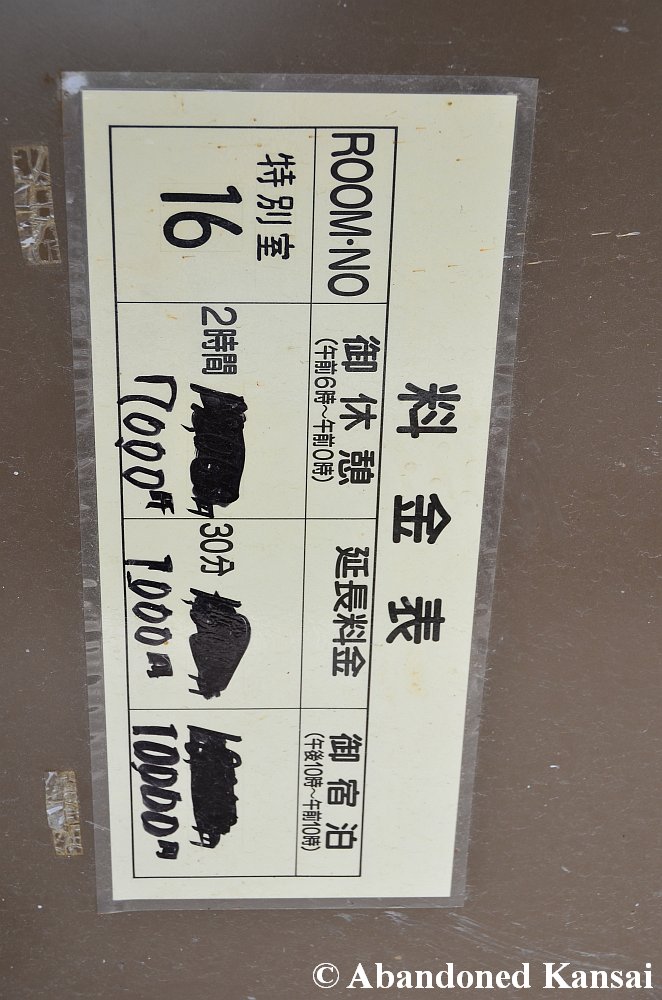 料金表
ROOM・NO
御休憩
(午前6時~午前0時)
延長料金
御宿泊
(午後10時~午前10時)
特別室
16
2時間
7000円
30分
1,000円
10,000円
© Abandoned Kansai